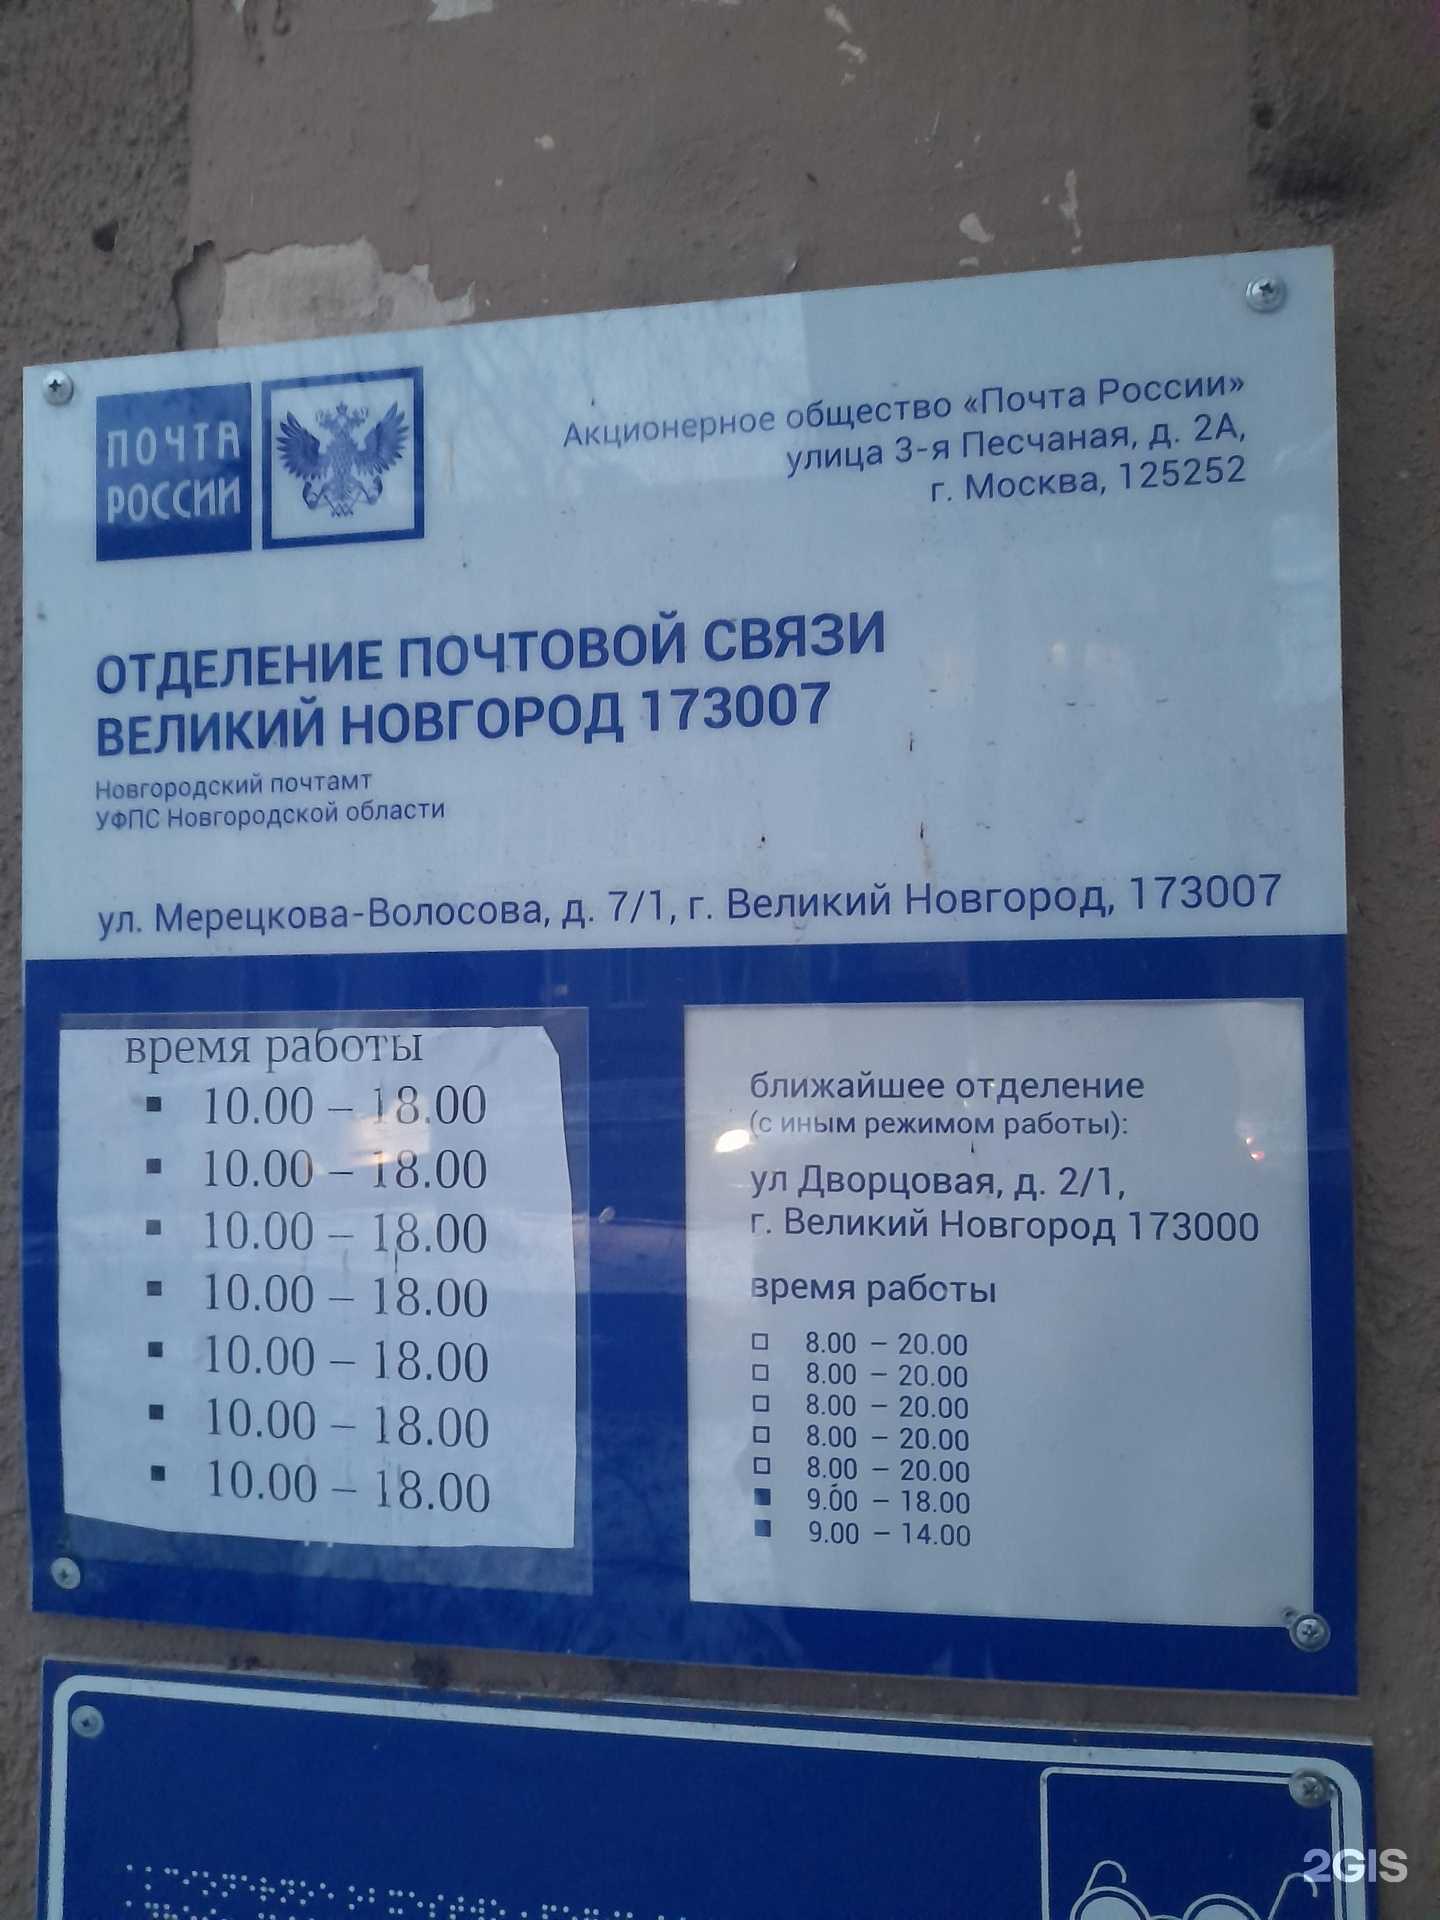 ПОЧТА
РОССИИ
Акционерное общество «Почта России»
улица 3-я Песчаная, д. 2А,
г. Москва, 125252
ОТДЕЛЕНИЕ ПОЧТОВОЙ СВЯЗИ
ВЕЛИКИЙ НОВГОРОД 173007
Новгородский почтамт
УФПС Новгородской области
ул. Мерецкова-Волосова, д. 7/1, г. Великий Новгород, 173007
время работы
▪ 10.00 – 18.00
▪ 10.00 – 18.00
▪ 10.00 – 18.00
▪ 10.00 – 18.00
▪ 10.00 – 18.00
▪ 10.00 – 18.00
▪ 10.00 – 18.00
ближайшее отделение
(с иным режимом работы):
ул Дворцовая, д. 2/1,
г. Великий Новгород 173000
время работы
□ 8.00 – 20.00
□ 8.00 – 20.00
□ 8.00 – 20.00
□ 8.00 – 20.00
□ 8.00 – 20.00
■ 9.00 – 18.00
■ 9.00 – 14.00
2GIS